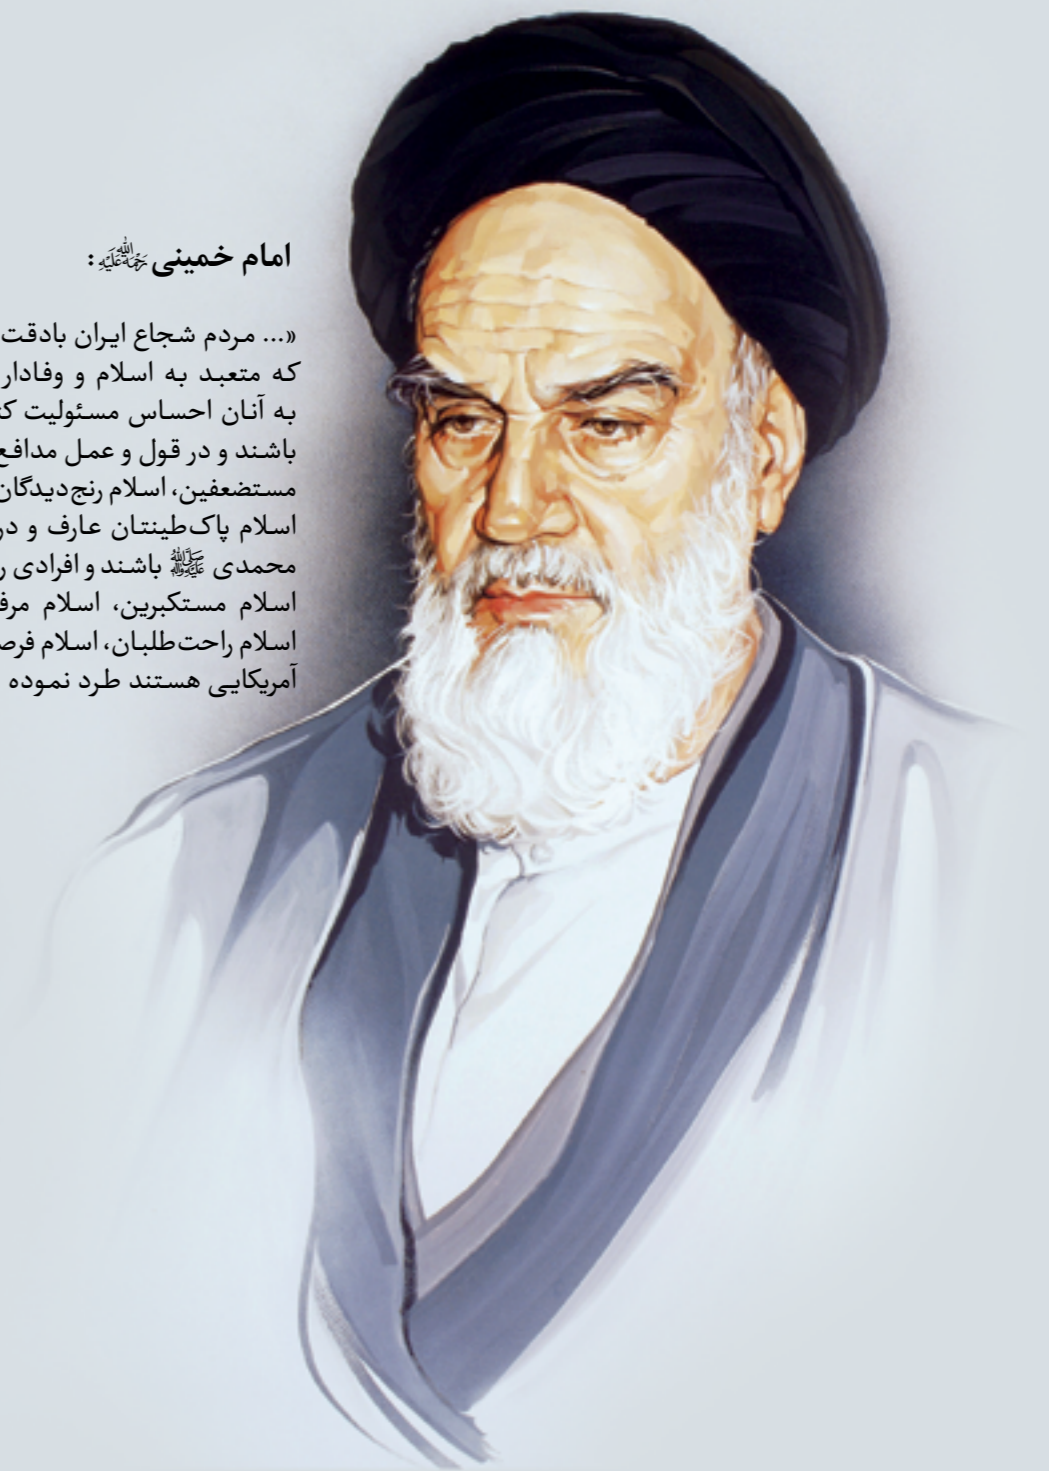 امام خمینی رحمة‌الله‌علیه:
«... مردم شجاع ایران بادقت
که متعبد به اسلام و وفادار
به آنان احساس مسئولیت
باشند و در قول و عمل مدافع
مستضعفین، اسلام رنج‌دیدگان
اسلام پاک‌طینتان عارف و در
محمدی ﷺ باشند و افرادی
اسلام مستکبرین، اسلام
اسلام راحت‌طلبان، اسلام
آمریکایی هستند طرد نموده